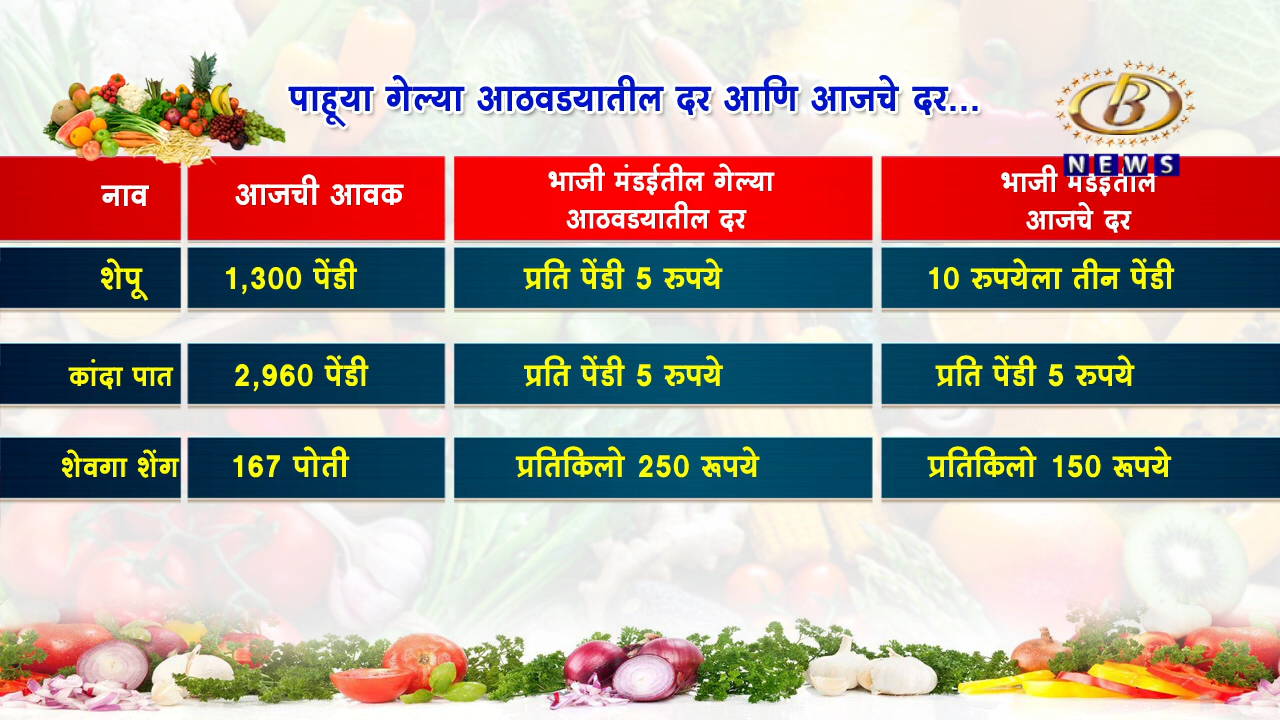 पाहूया गेल्या आठवडयातील दर आणि आजचे दर...
B
NEWS
नाव
आजची आवक
भाजी मंडईतील गेल्या
आठवडयातील दर
भाजी मंडईतील
आजचे दर
शेपू
1,300 पेंडी
प्रति पेंडी 5 रुपये
10 रुपयेला तीन पेंडी
कांदा पात
2,960 पेंडी
प्रति पेंडी 5 रुपये
प्रति पेंडी 5 रुपये
शेवगा शेंग
167 पोती
प्रतिकिलो 250 रूपये
प्रतिकिलो 150 रूपये